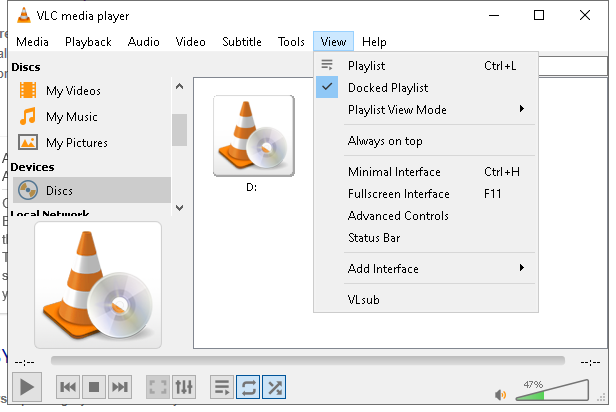 VLC media player
Media Playback Audio Video Subtitle Tools View Help
Discs
My Videos
My Music
My Pictures
Devices
Discs
Local Network
D:
Playlist Ctrl+L
Docked Playlist
Playlist View Mode
Always on top
Minimal Interface Ctrl+H
Fullscreen Interface F11
Advanced Controls
Status Bar
Add Interface
VLsub
--:-- --:--
47%